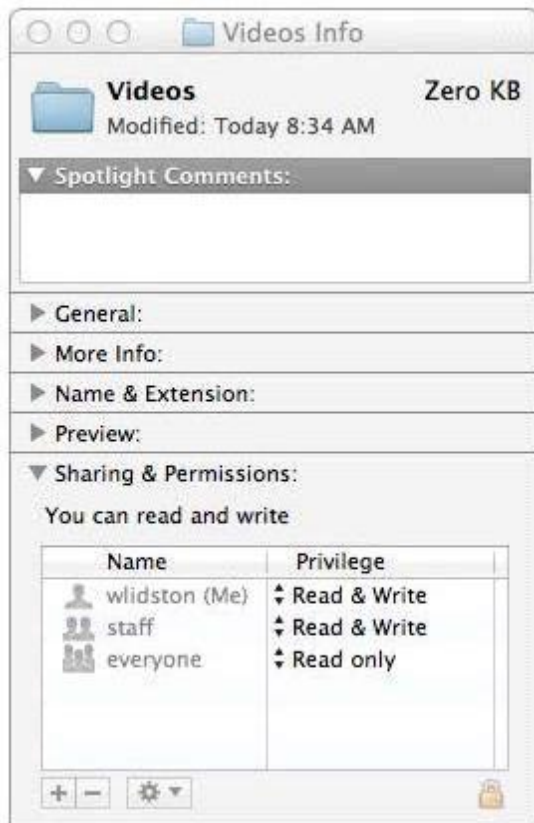 Videos Info
Videos Zero KB
Modified: Today 8:34 AM
Spotlight Comments:
General:
More Info:
Name & Extension:
Preview:
Sharing & Permissions:
You can read and write
Name Privilege
wlidston (Me) Read & Write
staff Read & Write
everyone Read only